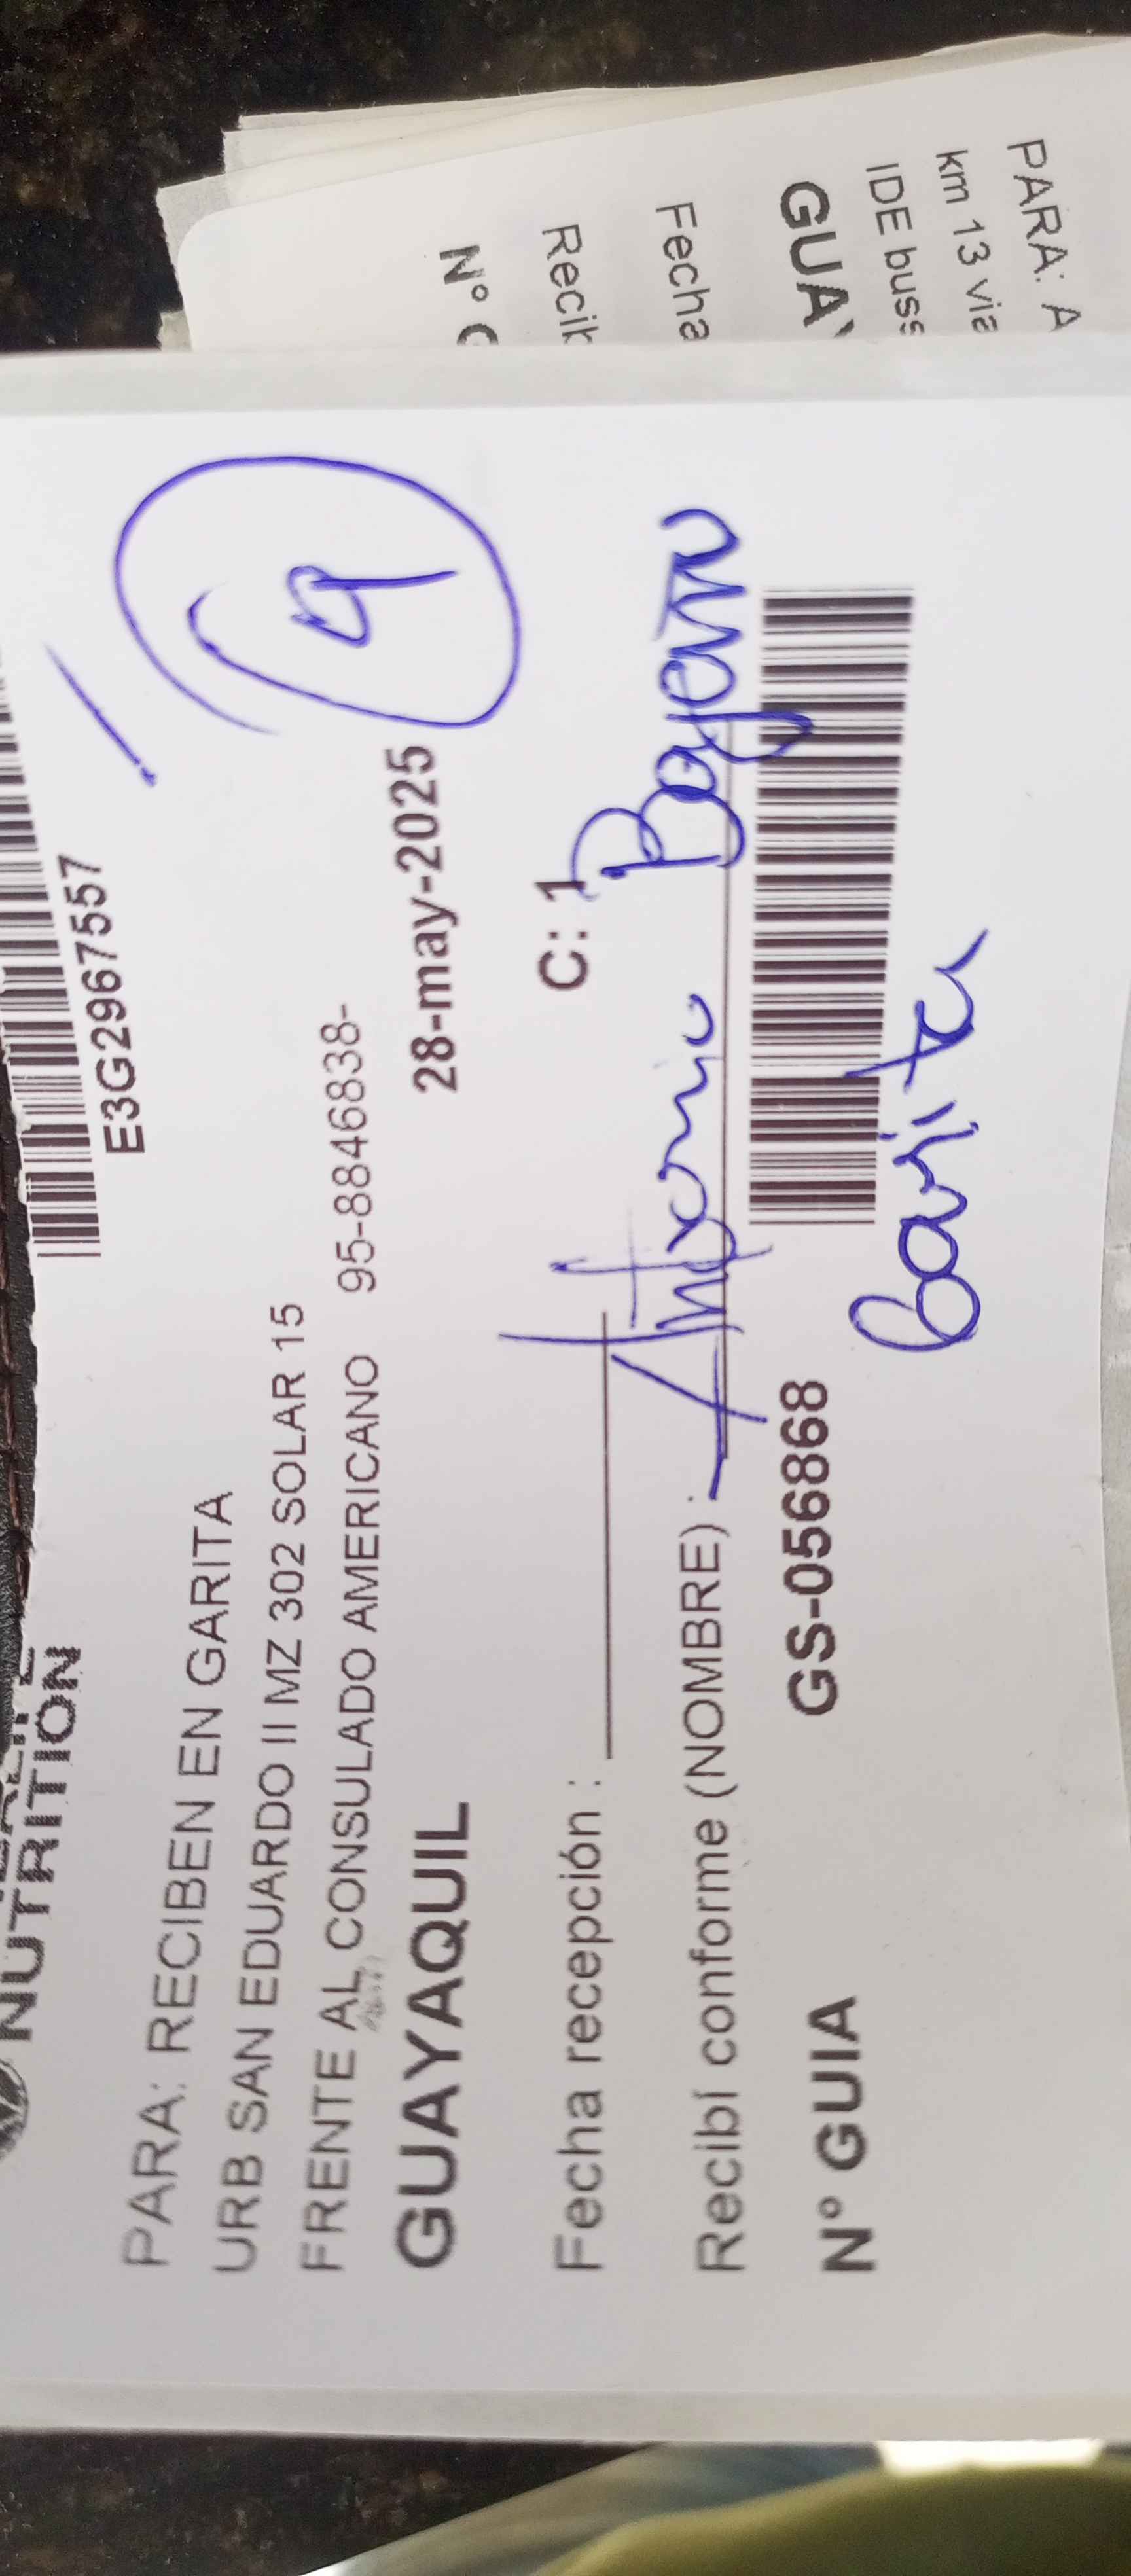 NUTRITION
E3G2967557
PARA: RECIBEN EN GARITA
URB SAN EDUARDO II MZ 302 SOLAR 15
FRENTE AL CONSULADO AMERICANO 95-8846838-
GUAYAQUIL 28-may-2025
9
Fecha recepción : C: 1
Recibí conforme (NOMBRE) : Antonio
N° GUIA GS-056868
Garita
PARA: A
km 13 via
IDE buss
GUAY
Fecha
Recib
N° G